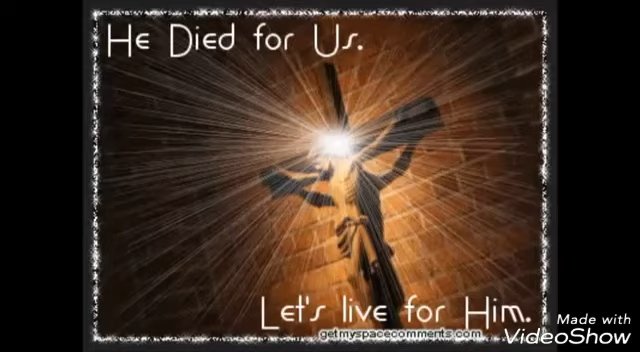 He Died for Us.
Let's live for Him.
getmyspacecomments.com
Made with
VideoShow